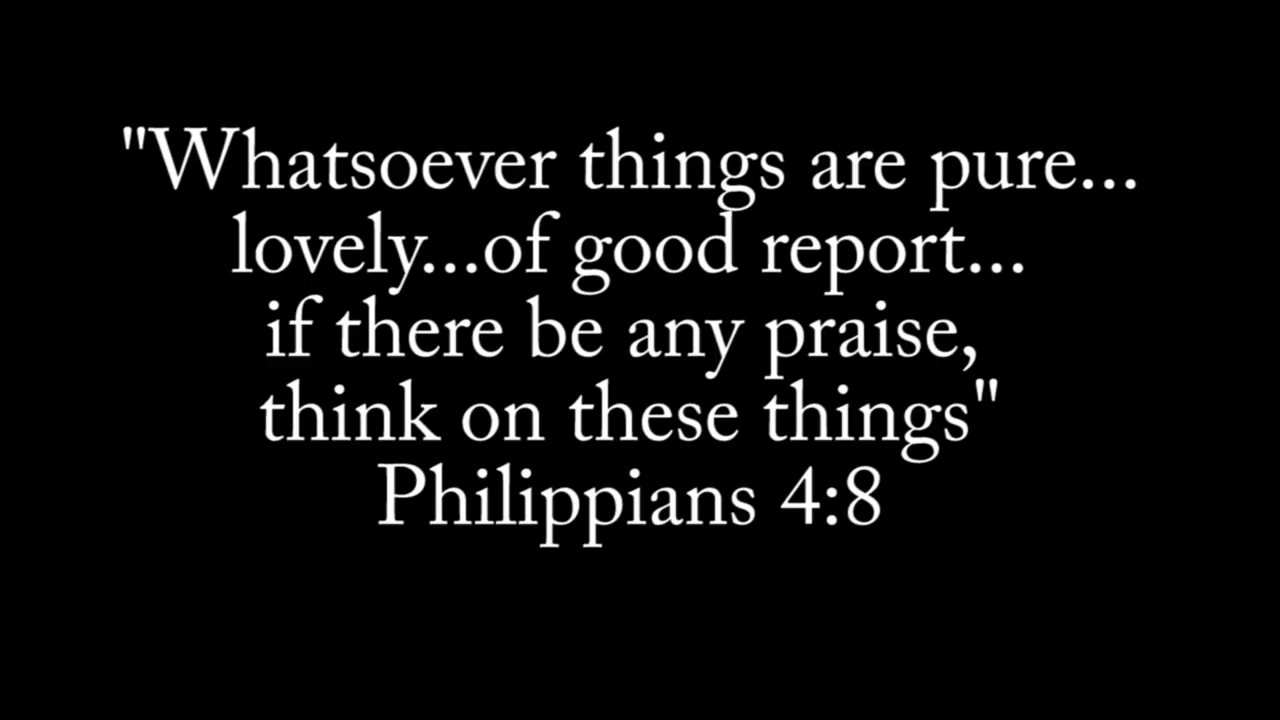 "Whatsoever things are pure...
lovely...of good report...
if there be any praise,
think on these things"
Philippians 4:8